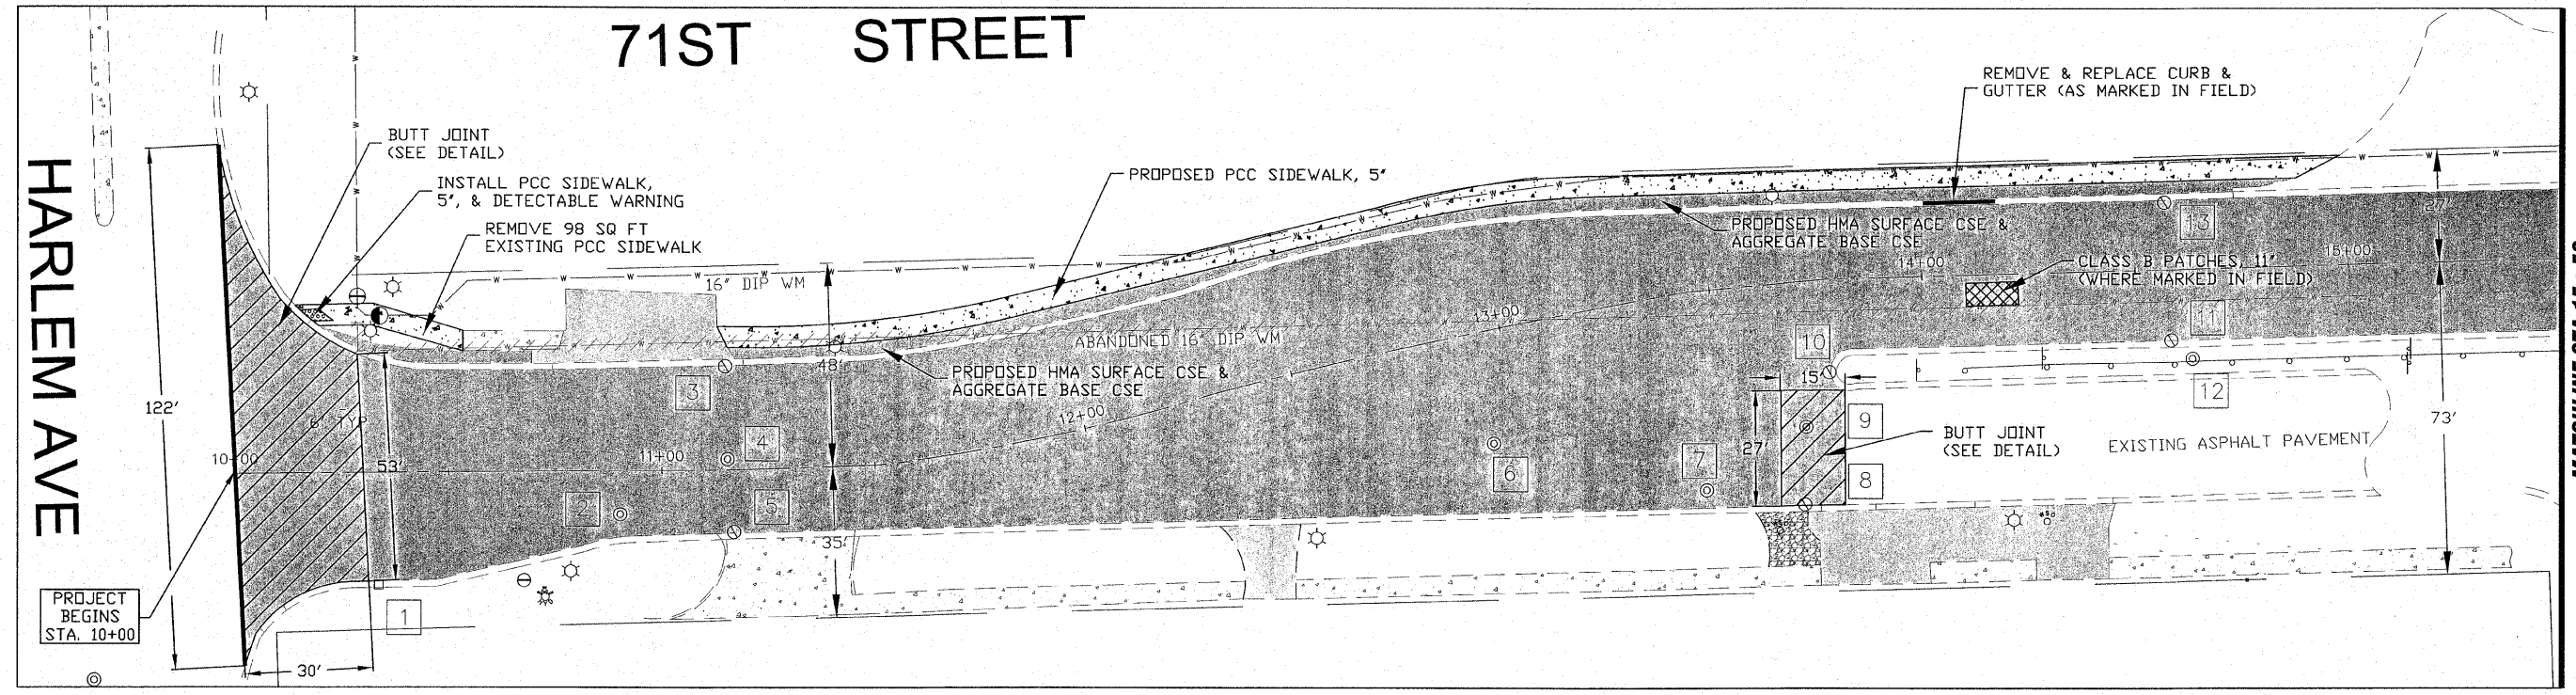 71ST STREET
HARLEM AVE
REMOVE & REPLACE CURB &
GUTTER (AS MARKED IN FIELD)
BUTT JOINT
(SEE DETAIL)
INSTALL PCC SIDEWALK,
5", & DETECTABLE WARNING
REMOVE 98 SQ FT
EXISTING PCC SIDEWALK
PROPOSED PCC SIDEWALK, 5"
16" DIP WM
PROPOSED HMA SURFACE CSE &
AGGREGATE BASE CSE
13
27'
15+00
14+00
CLASS B PATCHES, 11"
(WHERE MARKED IN FIELD)
13+00
11
10
ABANDONED 16" DIP WM
48'
PROPOSED HMA SURFACE CSE &
AGGREGATE BASE CSE
3
15'
12
122'
6' TYP
12+00
9
27'
BUTT JOINT
(SEE DETAIL)
EXISTING ASPHALT PAVEMENT
73'
4
10+00
53'
11+00
6
7
8
2
5
35'
PROJECT
BEGINS
STA. 10+00
1
30'
W W W W W W W W W W W W W W